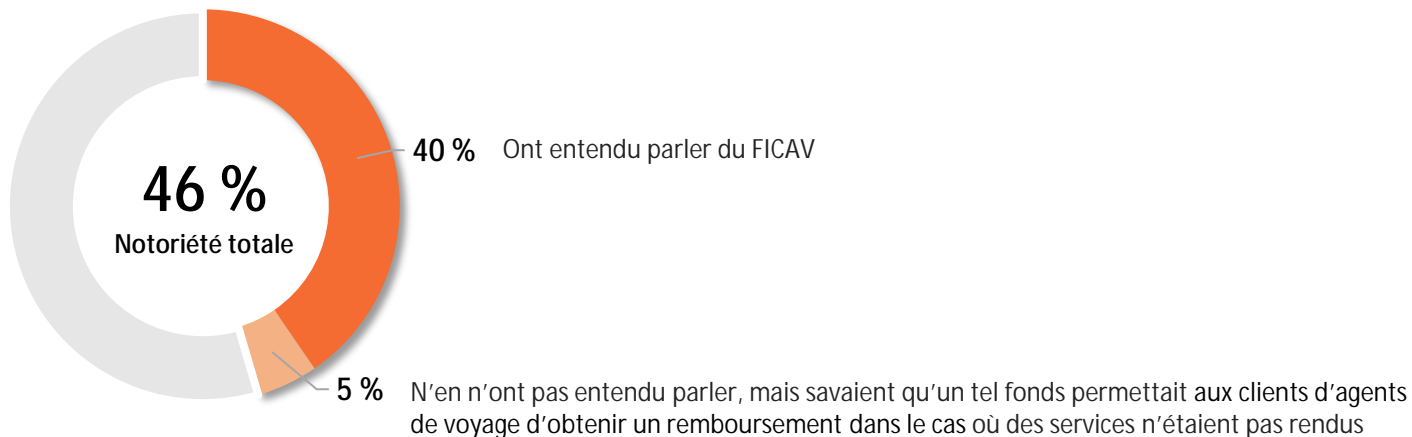 40 % Ont entendu parler du FICAV
46 %
Notoriété totale
5 % N’en n’ont pas entendu parler, mais savaient qu’un tel fonds permettait aux clients d’agents
de voyage d’obtenir un remboursement dans le cas où des services n’étaient pas rendus